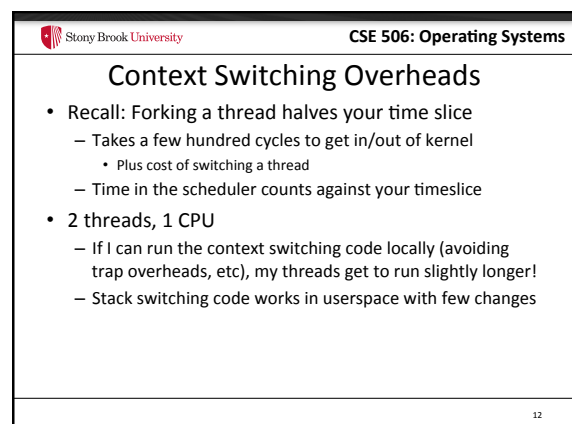 Stony Brook University
CSE 506: Operating Systems
Context Switching Overheads
• Recall: Forking a thread halves your time slice
– Takes a few hundred cycles to get in/out of kernel
• Plus cost of switching a thread
– Time in the scheduler counts against your timeslice
• 2 threads, 1 CPU
– If I can run the context switching code locally (avoiding
trap overheads, etc), my threads get to run slightly longer!
– Stack switching code works in userspace with few changes
12